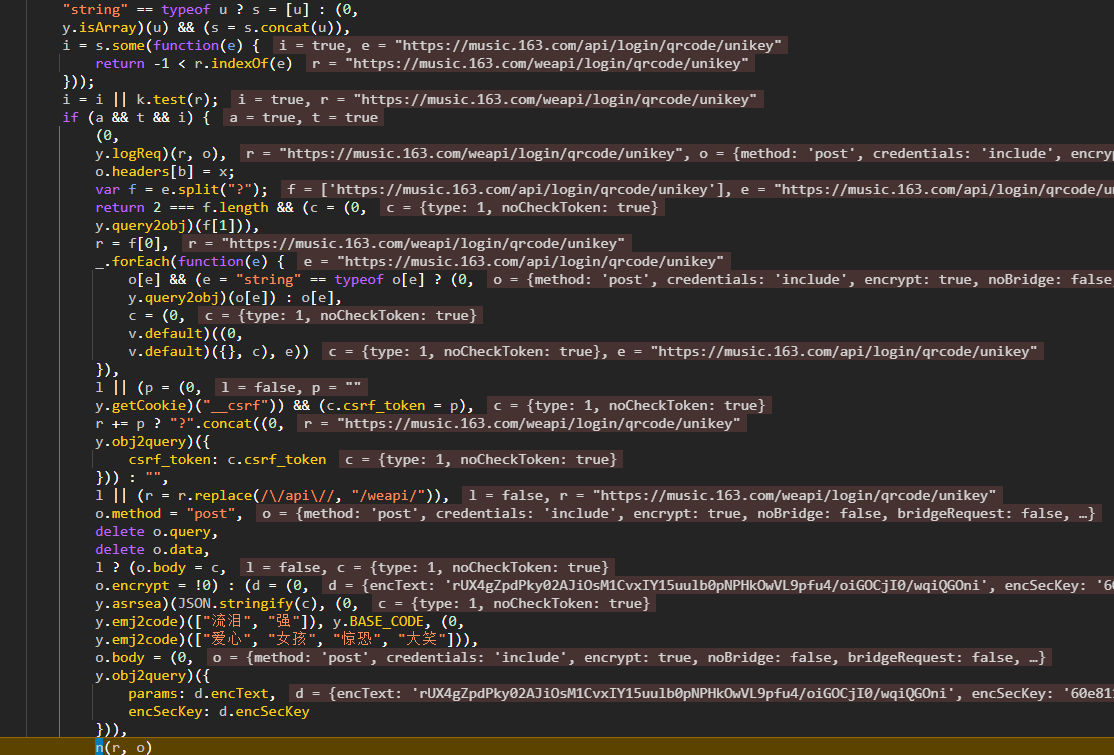 "string" == typeof u ? s = [u] : (0,
y.isArray)(u) && (s = s.concat(u)),
i = s.some(function(e) { i = true, e = "https://music.163.com/api/login/qrcode/unikey"
return -1 < r.indexOf(e) r = "https://music.163.com/weapi/login/qrcode/unikey"
}));
i = i || k.test(r); i = true, r = "https://music.163.com/weapi/login/qrcode/unikey"
if (a && t && i) { a = true, t = true
(0,
y.logReq)(r, o), r = "https://music.163.com/weapi/login/qrcode/unikey", o = {method: 'post', credentials: 'include', encryp
o.headers[b] = x;
var f = e.split("?"); f = ['https://music.163.com/api/login/qrcode/unikey'], e = "https://music.163.com/api/login/qrcode/un
return 2 === f.length && (c = (0, c = {type: 1, noCheckToken: true}
y.query2obj)(f[1])),
r = f[0], r = "https://music.163.com/weapi/login/qrcode/unikey"
_.forEach(function(e) { e = "https://music.163.com/api/login/qrcode/unikey"
o[e] && (e = "string" == typeof o[e] ? (0, o = {method: 'post', credentials: 'include', encrypt: true, noBridge: false,
y.query2obj)(o[e]) : o[e],
c = (0, c = {type: 1, noCheckToken: true}
v.default)((0,
v.default)({}, c), e)) c = {type: 1, noCheckToken: true}, e = "https://music.163.com/api/login/qrcode/unikey"
}),
l || (p = (0, l = false, p = ""
y.getCookie)("__csrf")) && (c.csrf_token = p), c = {type: 1, noCheckToken: true}
r += p ? "?".concat((0, r = "https://music.163.com/weapi/login/qrcode/unikey"
y.obj2query)({
csrf_token: c.csrf_token c = {type: 1, noCheckToken: true}
})) : "",
l || (r = r.replace(/\/api\//, "/weapi/")), l = false, r = "https://music.163.com/weapi/login/qrcode/unikey"
o.method = "post", o = {method: 'post', credentials: 'include', encrypt: true, noBridge: false, bridgeRequest: false, …}
delete o.query,
delete o.data,
l ? (o.body = c, l = false, c = {type: 1, noCheckToken: true}
o.encrypt = !0) : (d = (0, d = {encText: 'rUX4gZpdPky02AJiOsM1CvxIY15uulb0pNPHkOwVL9pfu4/oiGOCjI0/wqiQGOni', encSecKey: '60
y.asrsea)(JSON.stringify(c), (0, c = {type: 1, noCheckToken: true}
y.emj2code)(["流泪", "强"]), y.BASE_CODE, (0,
y.emj2code)(["爱心", "女孩", "惊恐", "大笑"])),
o.body = (0, o = {method: 'post', credentials: 'include', encrypt: true, noBridge: false, bridgeRequest: false, …}
y.obj2query)({
params: d.encText, d = {encText: 'rUX4gZpdPky02AJiOsM1CvxIY15uulb0pNPHkOwVL9pfu4/oiGOCjI0/wqiQGOni', encSecKey: '60e81
encSecKey: d.encSecKey
})),
n(r, o)